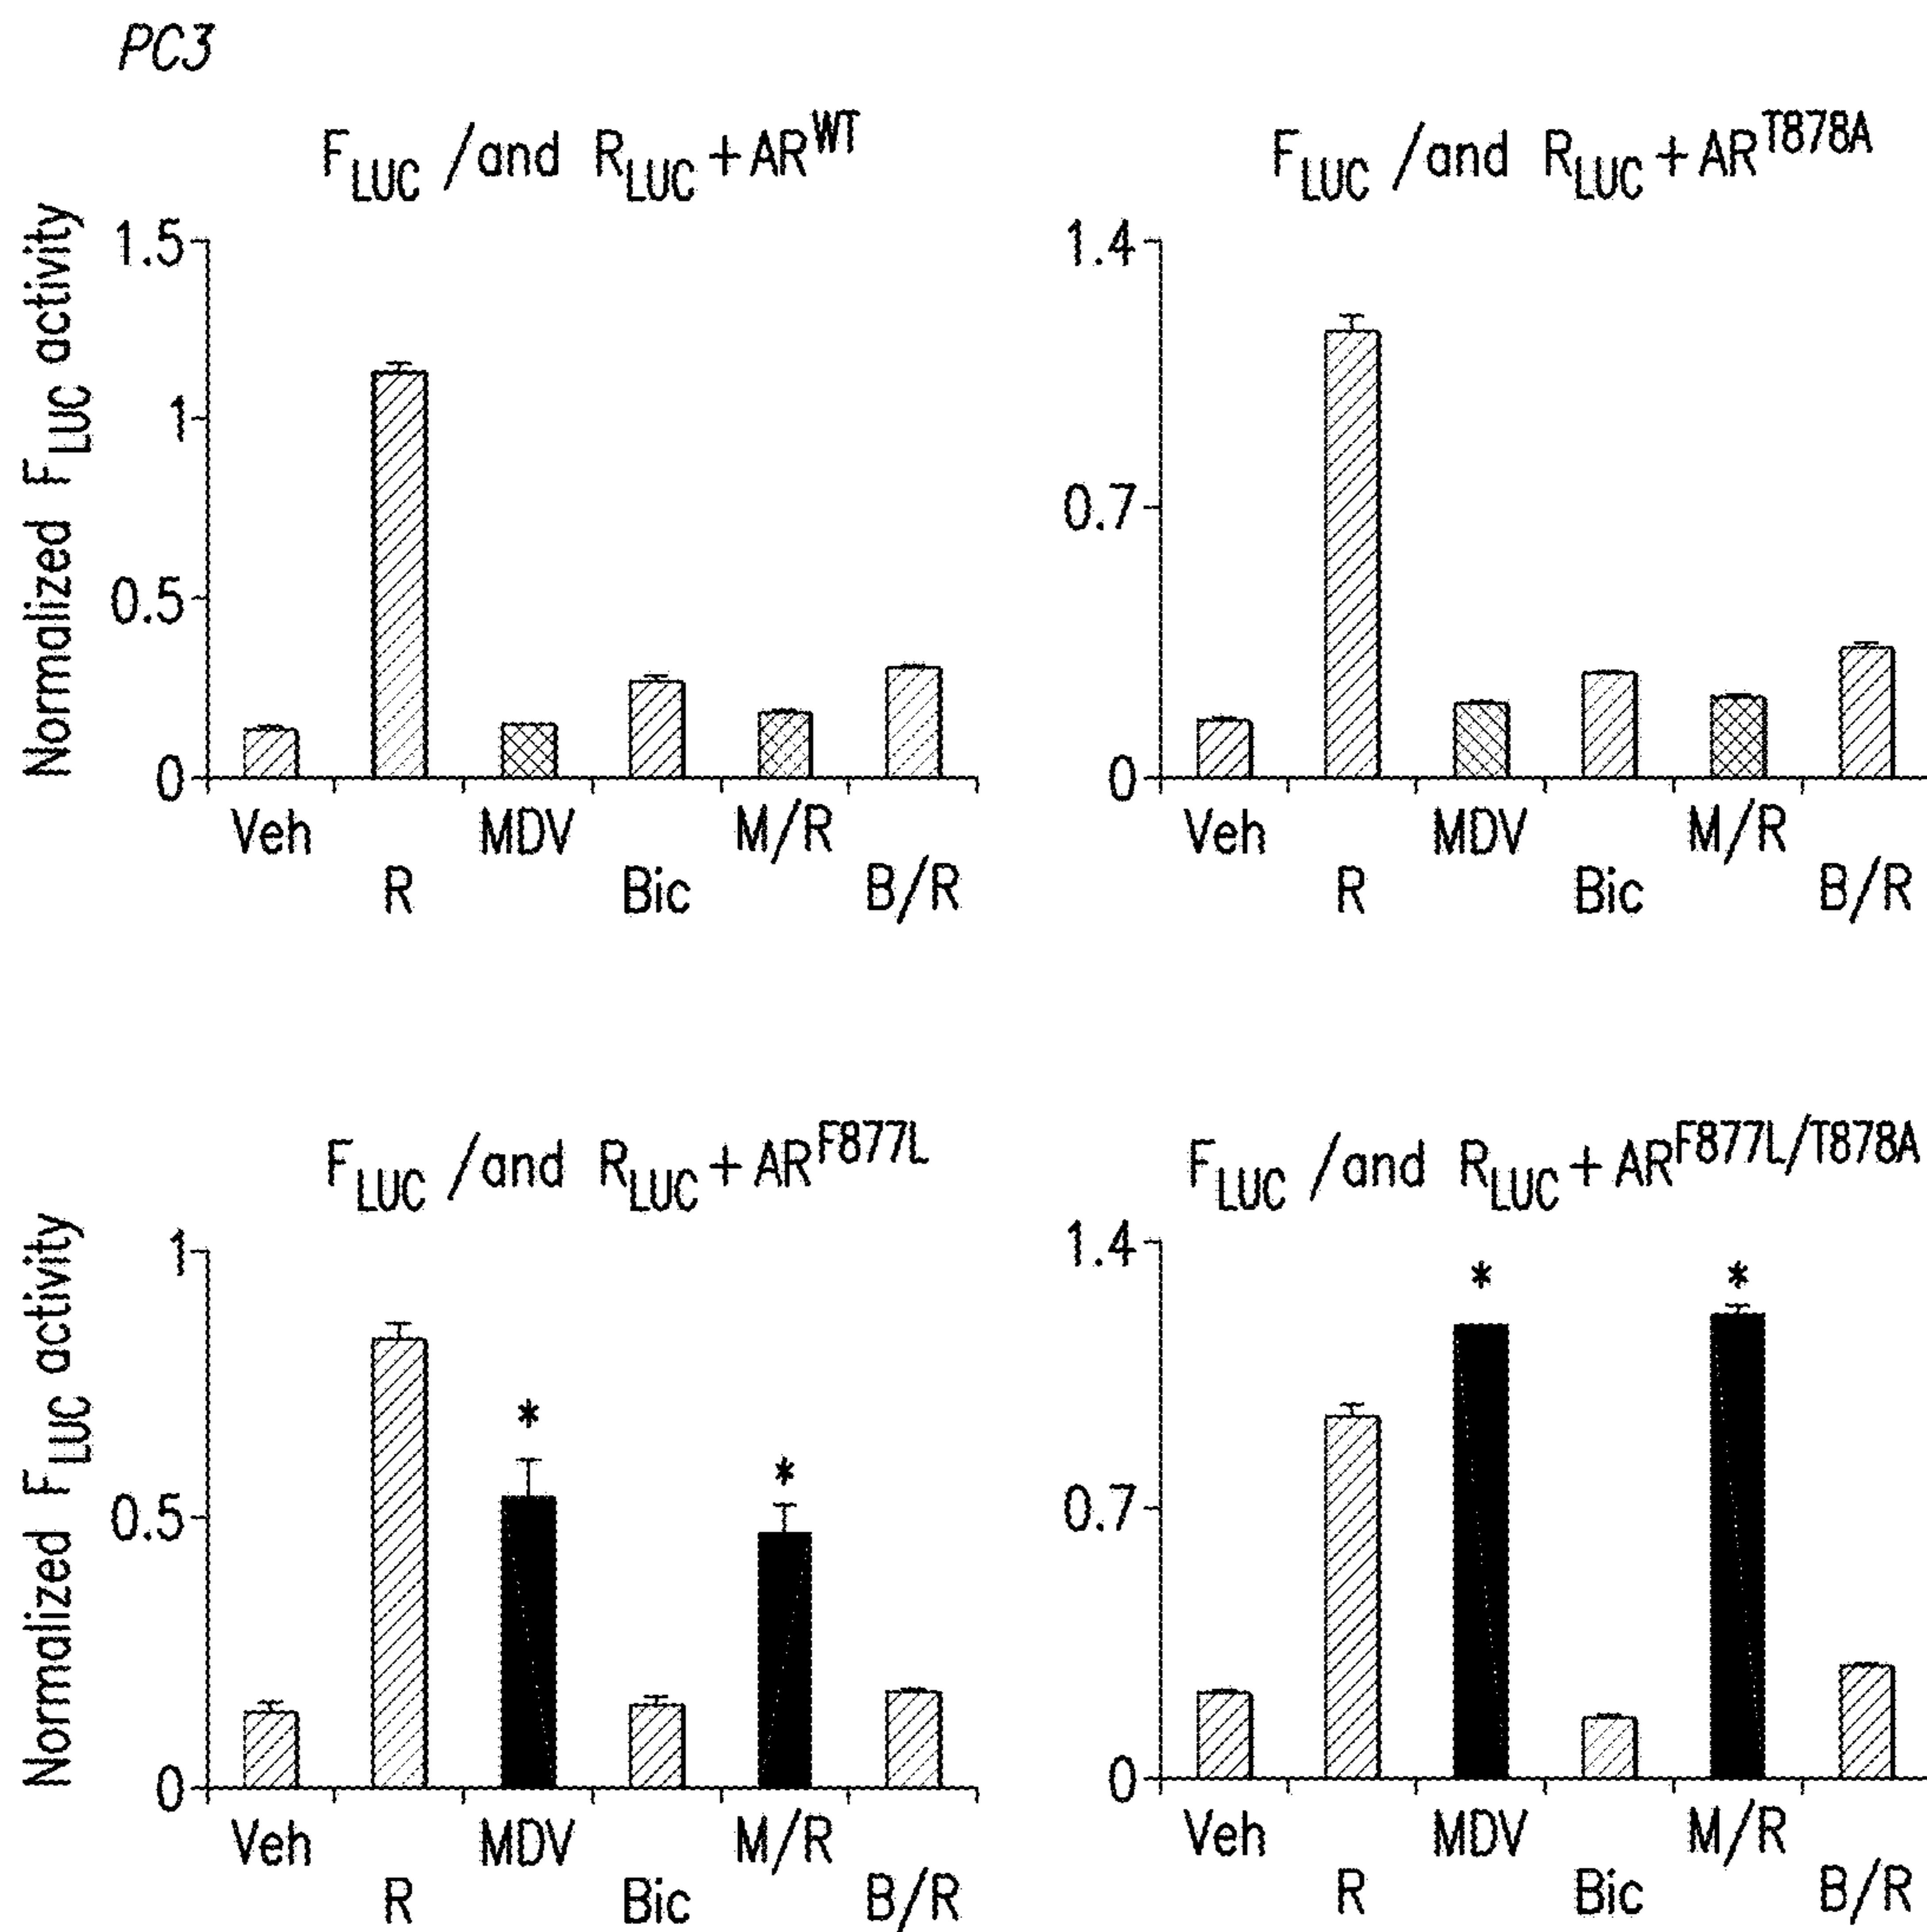 PC3
FLUC /and RLUC+ARWT
Normalized FLUC activity
1.5
1
0.5
0
Veh R MDV Bic M/R B/R
FLUC /and RLUC+ART878A
1.4
0.7
0
Veh R MDV Bic M/R B/R
FLUC /and RLUC+ARF877L
Normalized FLUC activity
1
0.5
0
* *
Veh R MDV Bic M/R B/R
FLUC /and RLUC+ARF877L/T878A
1.4
0.7
0
* *
Veh R MDV Bic M/R B/R